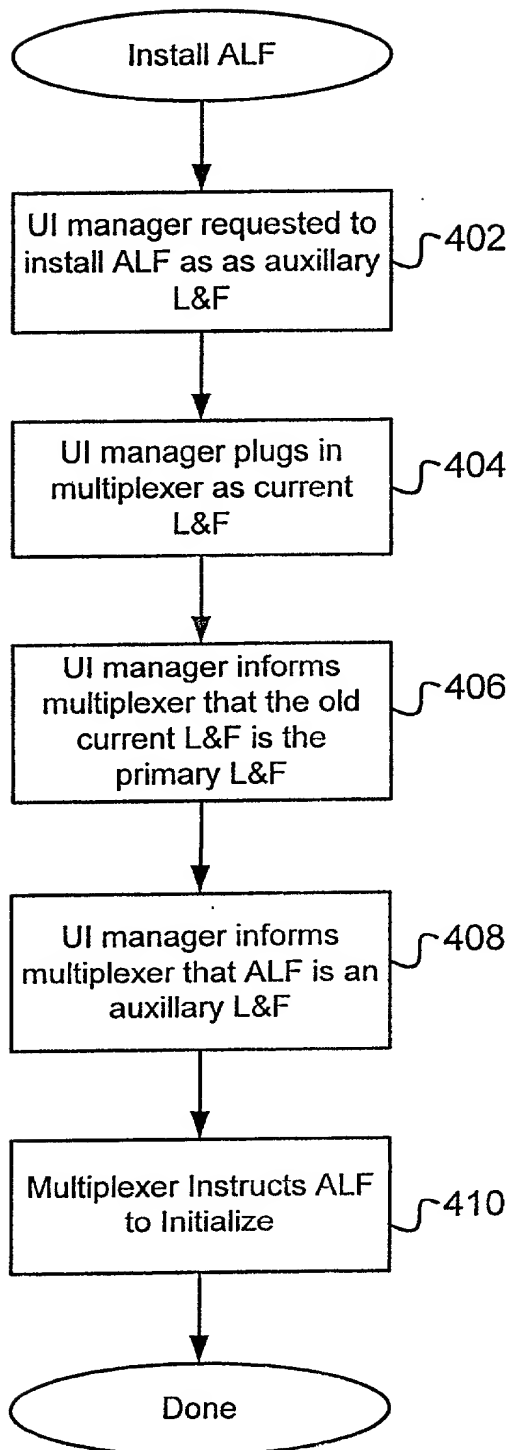 Install ALF
UI manager requested to
install ALF as as auxillary
L&F
402
UI manager plugs in
multiplexer as current
L&F
404
UI manager informs
multiplexer that the old
current L&F is the
primary L&F
406
UI manager informs
multiplexer that ALF is an
auxillary L&F
408
Multiplexer Instructs ALF
to Initialize
410
Done